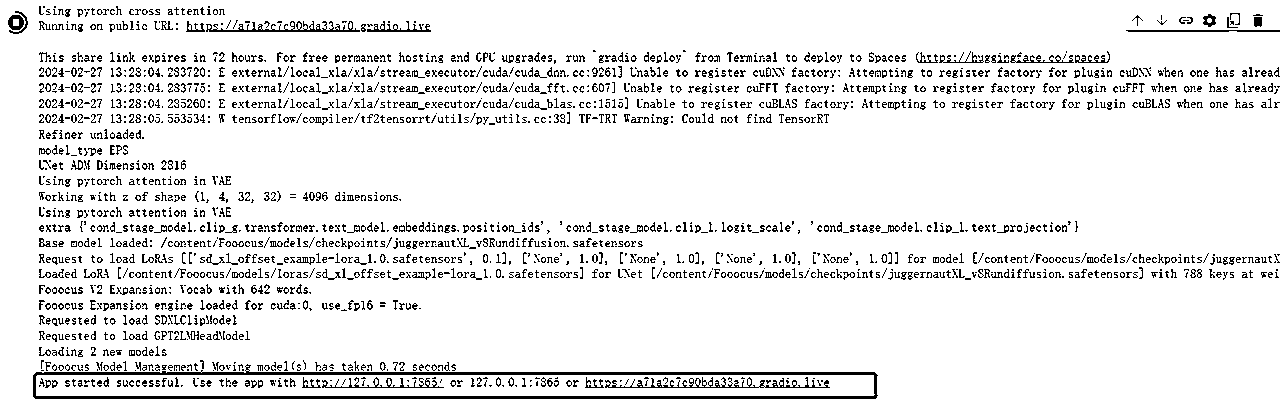 Using pytorch cross attention
Running on public URL: https://a71a2c7c90bda33a70.gradio.live
This share link expires in 72 hours. For free permanent hosting and GPU upgrades, run `gradio deploy` from Terminal to deploy to Spaces (https://huggingface.co/spaces)
2024-02-27 13:28:04.283720: E external/local_xla/xla/stream_executor/cuda/cuda_dnn.cc:9261] Unable to register cuDNN factory: Attempting to register factory for plugin cuDNN when one has alread
2024-02-27 13:28:04.283775: E external/local_xla/xla/stream_executor/cuda/cuda_fft.cc:607] Unable to register cuFFT factory: Attempting to register factory for plugin cuFFT when one has already
2024-02-27 13:28:04.285260: E external/local_xla/xla/stream_executor/cuda/cuda_blas.cc:1515] Unable to register cuBLAS factory: Attempting to register factory for plugin cuBLAS when one has alr
2024-02-27 13:28:05.553534: W tensorflow/compiler/tf2tensorrt/utils/py_utils.cc:38] TF-TRT Warning: Could not find TensorRT
Refiner unloaded.
model_type EPS
UNet ADM Dimension 2816
Using pytorch attention in VAE
Working with z of shape (1, 4, 32, 32) = 4096 dimensions.
Using pytorch attention in VAE
extra {'cond_stage_model.clip_g.transformer.text_model.embeddings.position_ids', 'cond_stage_model.clip_l.logit_scale', 'cond_stage_model.clip_l.text_projection'}
Base model loaded: /content/Fooocus/models/checkpoints/juggernautXL_v8Rundiffusion.safetensors
Request to load LoRAs [['sd_xl_offset_example-lora_1.0.safetensors', 0.1], ['None', 1.0], ['None', 1.0], ['None', 1.0], ['None', 1.0]] for model [/content/Fooocus/models/checkpoints/juggernautX
Loaded LoRA [/content/Fooocus/models/loras/sd_xl_offset_example-lora_1.0.safetensors] for UNet [/content/Fooocus/models/checkpoints/juggernautXL_v8Rundiffusion.safetensors] with 788 keys at wei
Fooocus V2 Expansion: Vocab with 642 words.
Fooocus Expansion engine loaded for cuda:0, use_fp16 = True.
Requested to load SDXLClipModel
Requested to load GPT2LMHeadModel
Loading 2 new models
[Fooocus Model Management] Moving model(s) has taken 0.72 seconds
App started successful. Use the app with http://127.0.0.1:7865/ or 127.0.0.1:7865 or https://a71a2c7c90bda33a70.gradio.live